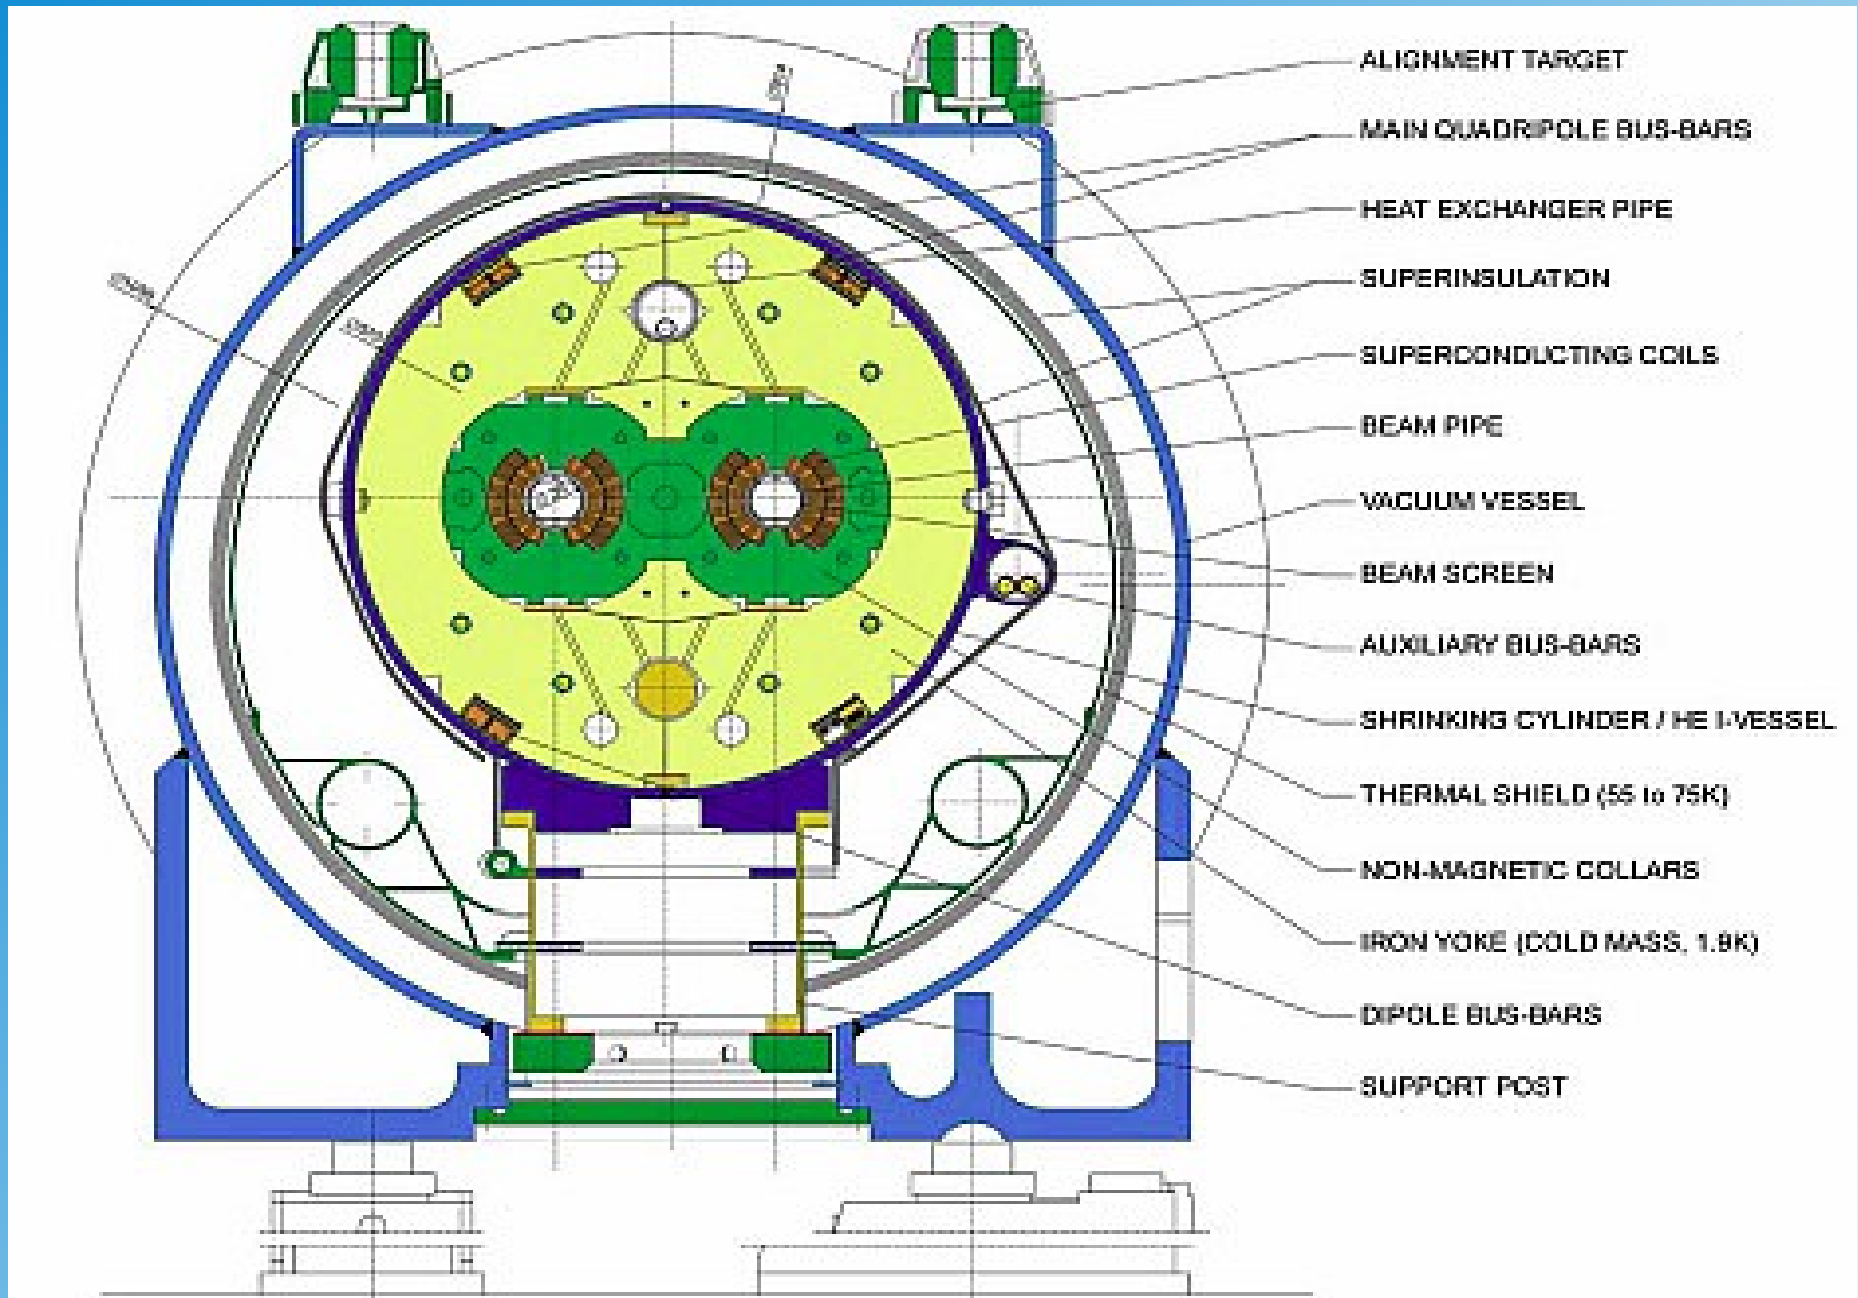 ALIGNMENT TARGET
MAIN QUADRIPOLE BUS-BARS
HEAT EXCHANGER PIPE
SUPERINSULATION
SUPERCONDUCTING COILS
BEAM PIPE
VACUUM VESSEL
BEAM SCREEN
AUXILIARY BUS-BARS
SHRINKING CYLINDER / HE I-VESSEL
THERMAL SHIELD (55 to 75K)
NON-MAGNETIC COLLARS
IRON YOKE (COLD MASS, 1.9K)
DIPOLE BUS-BARS
SUPPORT POST